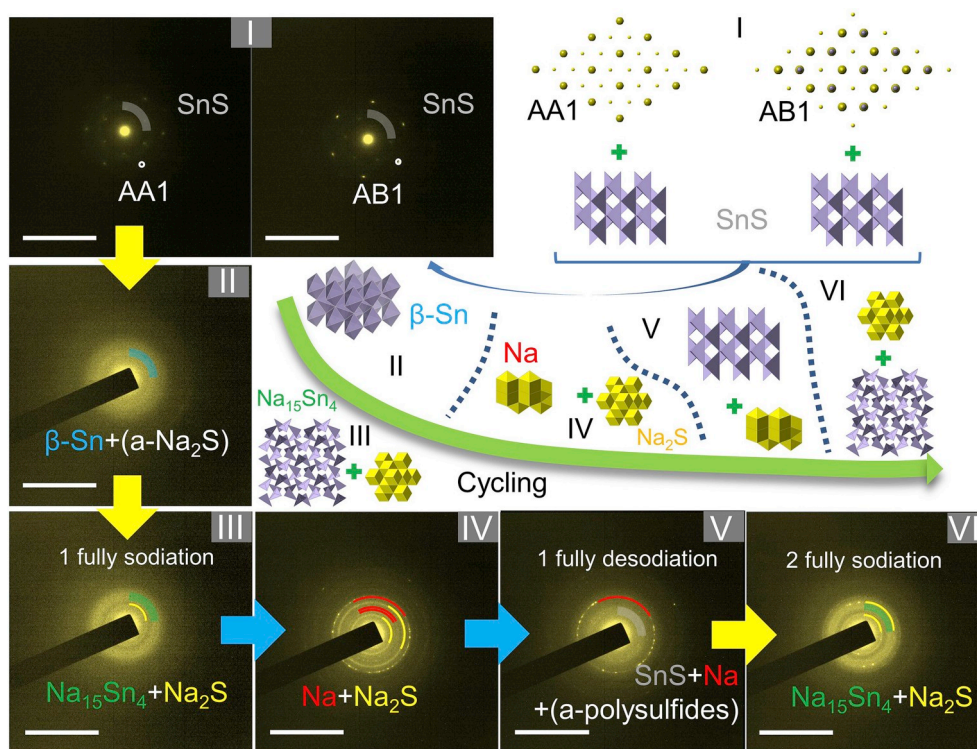 I
SnS
AA1
SnS
AB1
I
AA1
AB1
SnS
II
β-Sn+(a-Na₂S)
β-Sn
II
Na
IV
Na₂S
V
VI
Na₁₅Sn₄
III
Cycling
III
1 fully sodiation
Na₁₅Sn₄+Na₂S
IV
Na+Na₂S
V
1 fully desodiation
SnS+Na
+(a-polysulfides)
VI
2 fully sodiation
Na₁₅Sn₄+Na₂S